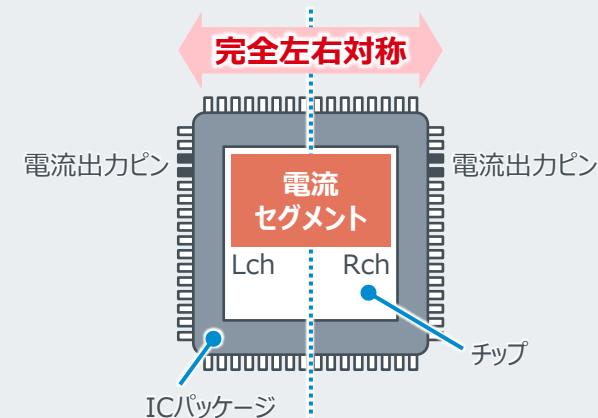 完全左右対称
電流出力ピン
電流出力ピン
電流
セグメント
Lch
Rch
チップ
ICパッケージ